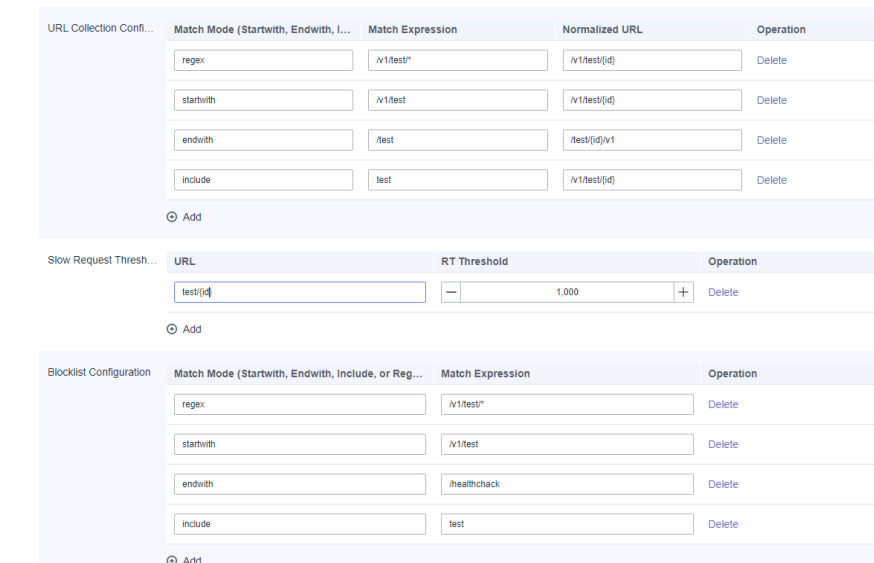 URL Collection Confi... Match Mode (Startwith, Endwith, I... Match Expression Normalized URL Operation
regex /v1/test/* /v1/test/{id} Delete
startwith /v1/test /v1/test/{id} Delete
endwith /test /test/{id}/v1 Delete
include test /v1/test/{id} Delete
Add
Slow Request Thresh... URL RT Threshold Operation
test/{id} 1,000 Delete
Add
Blocklist Configuration Match Mode (Startwith, Endwith, Include, or Reg... Match Expression Operation
regex /v1/test/* Delete
startwith /v1/test Delete
endwith /healthchack Delete
include test Delete
Add